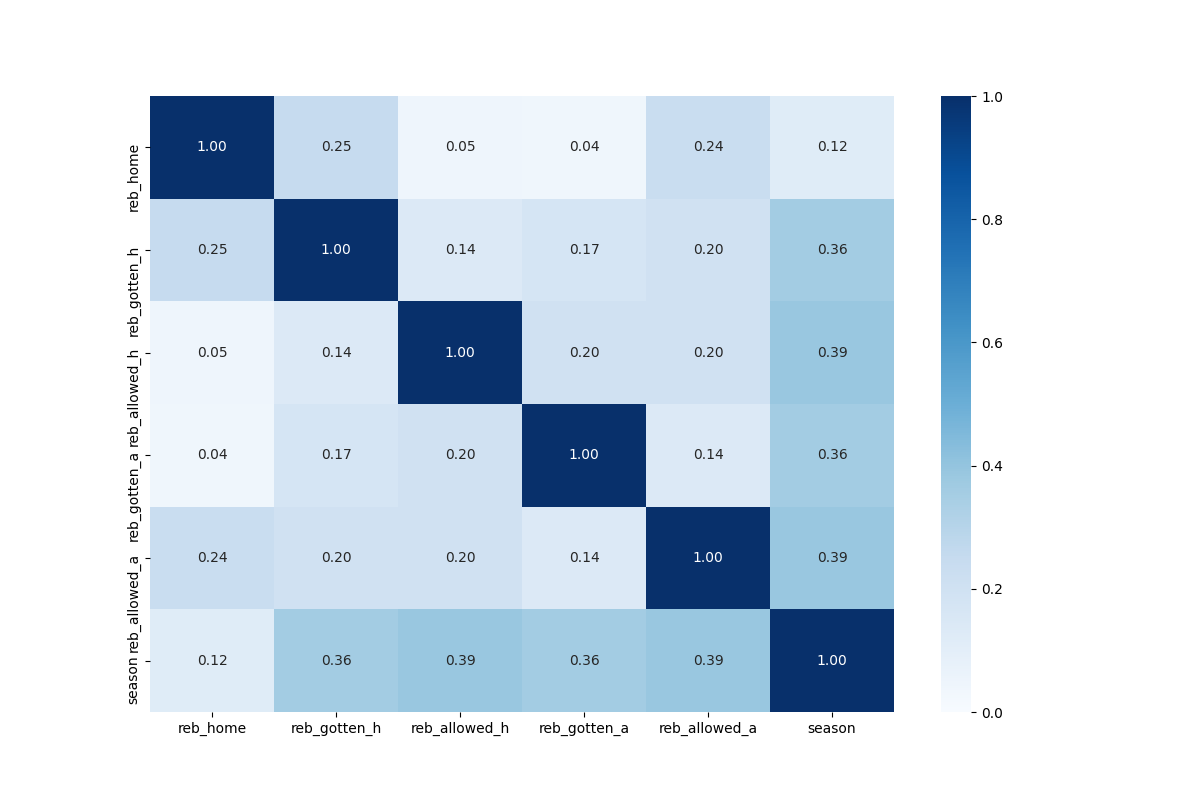 reb_home 1.00 0.25 0.05 0.04 0.24 0.12
reb_gotten_h 0.25 1.00 0.14 0.17 0.20 0.36
reb_allowed_h 0.05 0.14 1.00 0.20 0.20 0.39
reb_gotten_a 0.04 0.17 0.20 1.00 0.14 0.36
reb_allowed_a 0.24 0.20 0.20 0.14 1.00 0.39
season 0.12 0.36 0.39 0.36 0.39 1.00
reb_home reb_gotten_h reb_allowed_h reb_gotten_a reb_allowed_a season
1.0
0.8
0.6
0.4
0.2
0.0